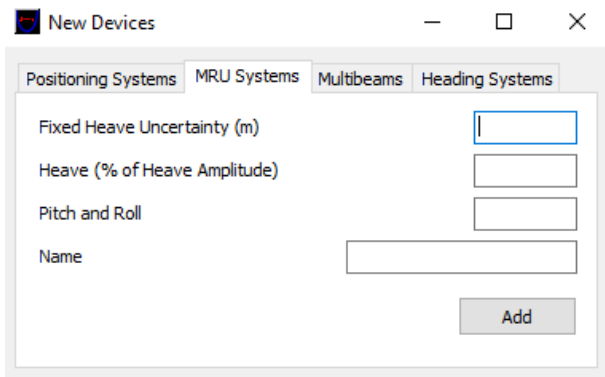 New Devices
Positioning Systems MRU Systems Multibeams Heading Systems
Fixed Heave Uncertainty (m)
Heave (% of Heave Amplitude)
Pitch and Roll
Name
Add